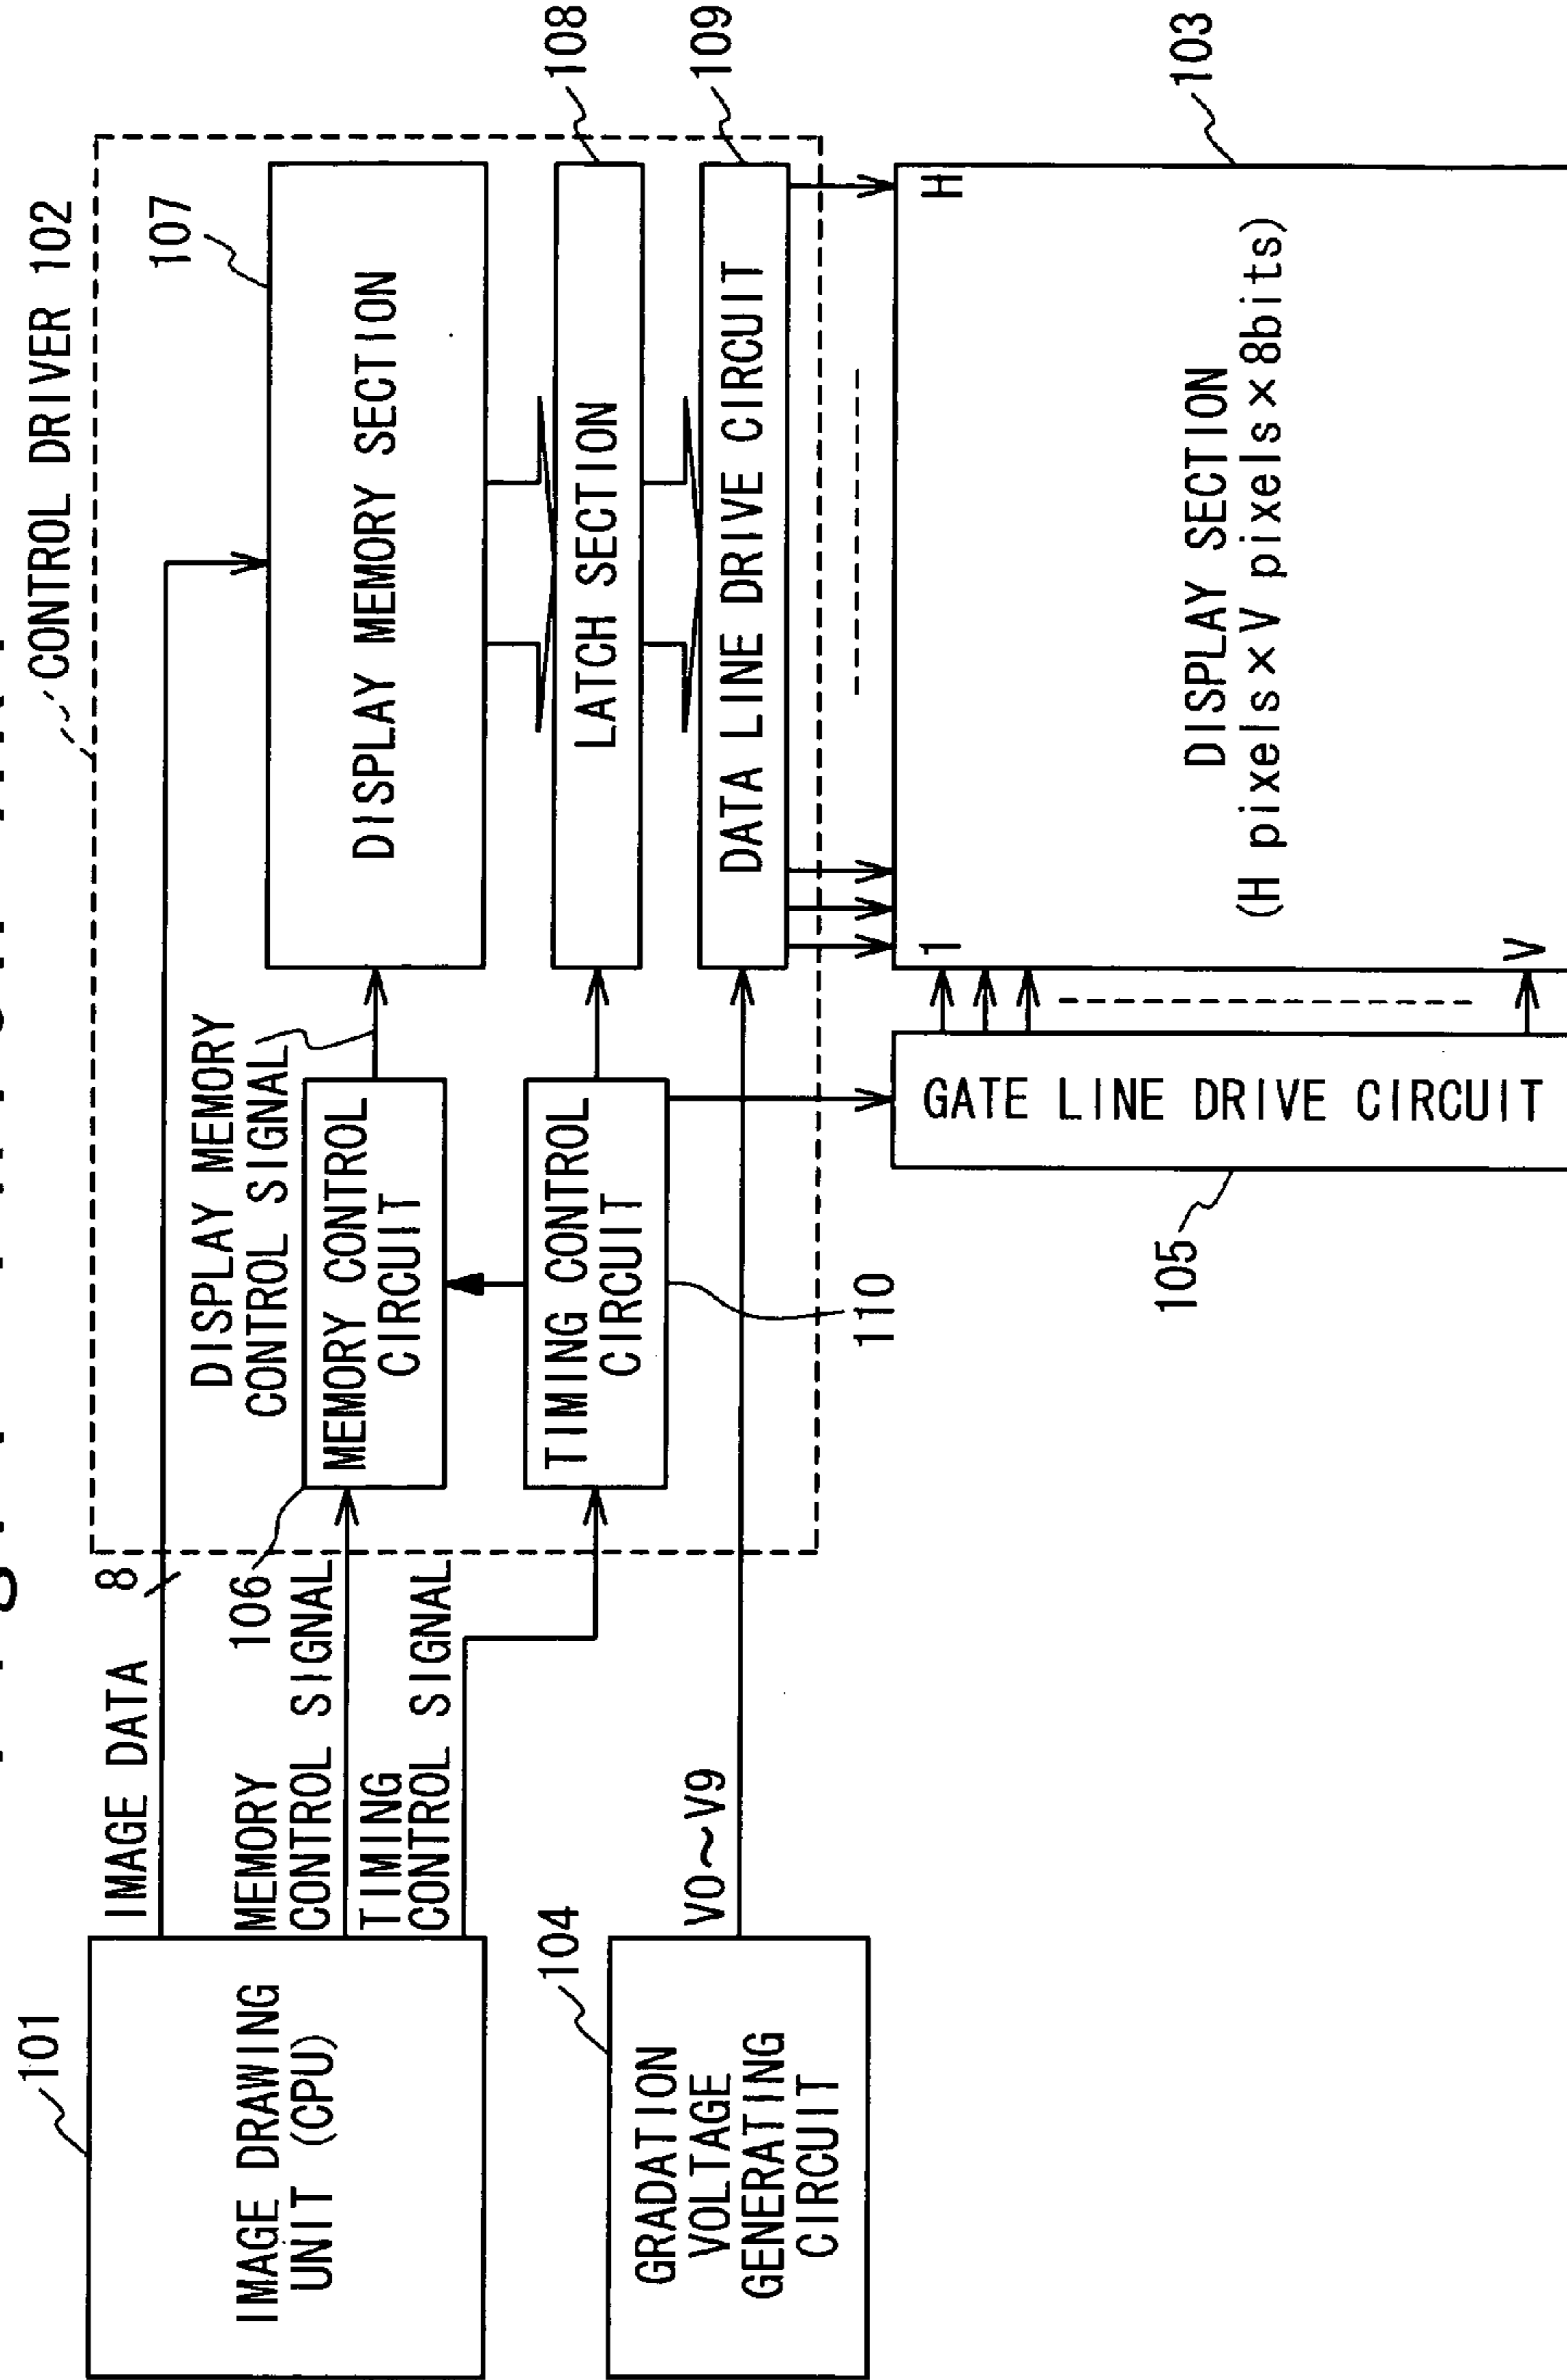 CONTROL DRIVER 102
101
IMAGE DATA
8
107
DISPLAY MEMORY
CONTROL SIGNAL
IMAGE DRAWING
UNIT (CPU)
MEMORY
CONTROL SIGNAL
106
MEMORY CONTROL
CIRCUIT
DISPLAY MEMORY SECTION
TIMING
CONTROL SIGNAL
TIMING CONTROL
CIRCUIT
LATCH SECTION
108
104
GRADATION
VOLTAGE
GENERATING
CIRCUIT
V0~V9
DATA LINE DRIVE CIRCUIT
109
110
1
H
GATE LINE DRIVE CIRCUIT
105
DISPLAY SECTION
(H pixels×V pixels×8bits)
103
V